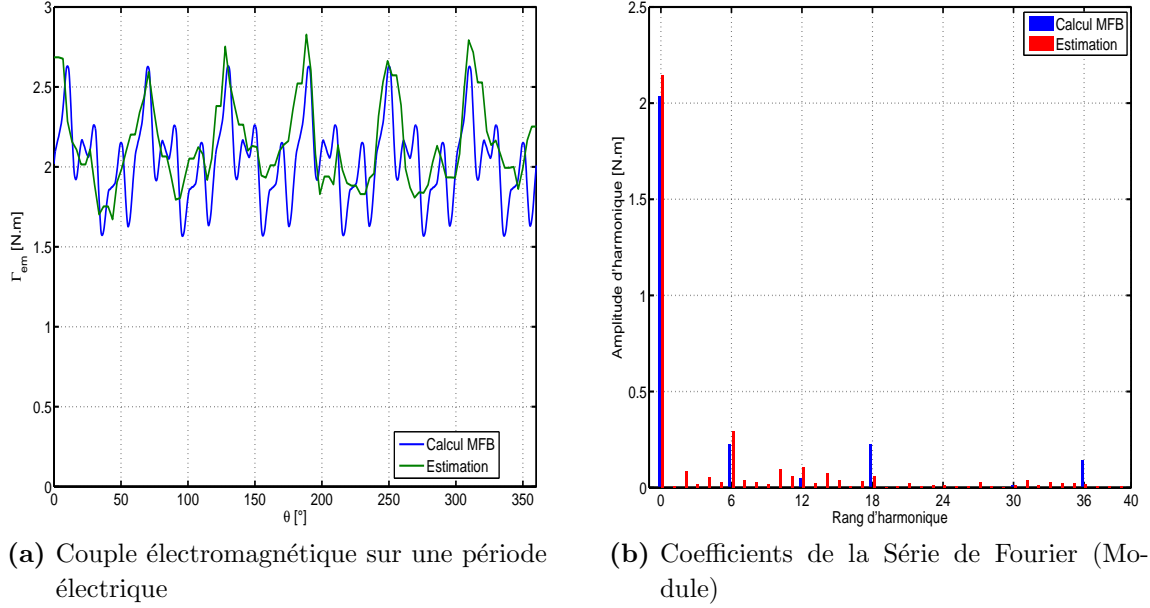 3
2.5
2
1.5
1
0.5
0
Γem [N.m]
0 50 100 150 200 250 300 350
θ [°]
Calcul MFB
Estimation
(a) Couple électromagnétique sur une période
électrique
2.5
2
1.5
1
0.5
0
Amplitude d'harmonique [N.m]
0 6 12 18 24 30 36 40
Rang d'harmonique
Calcul MFB
Estimation
(b) Coefficients de la Série de Fourier (Mo-
dule)